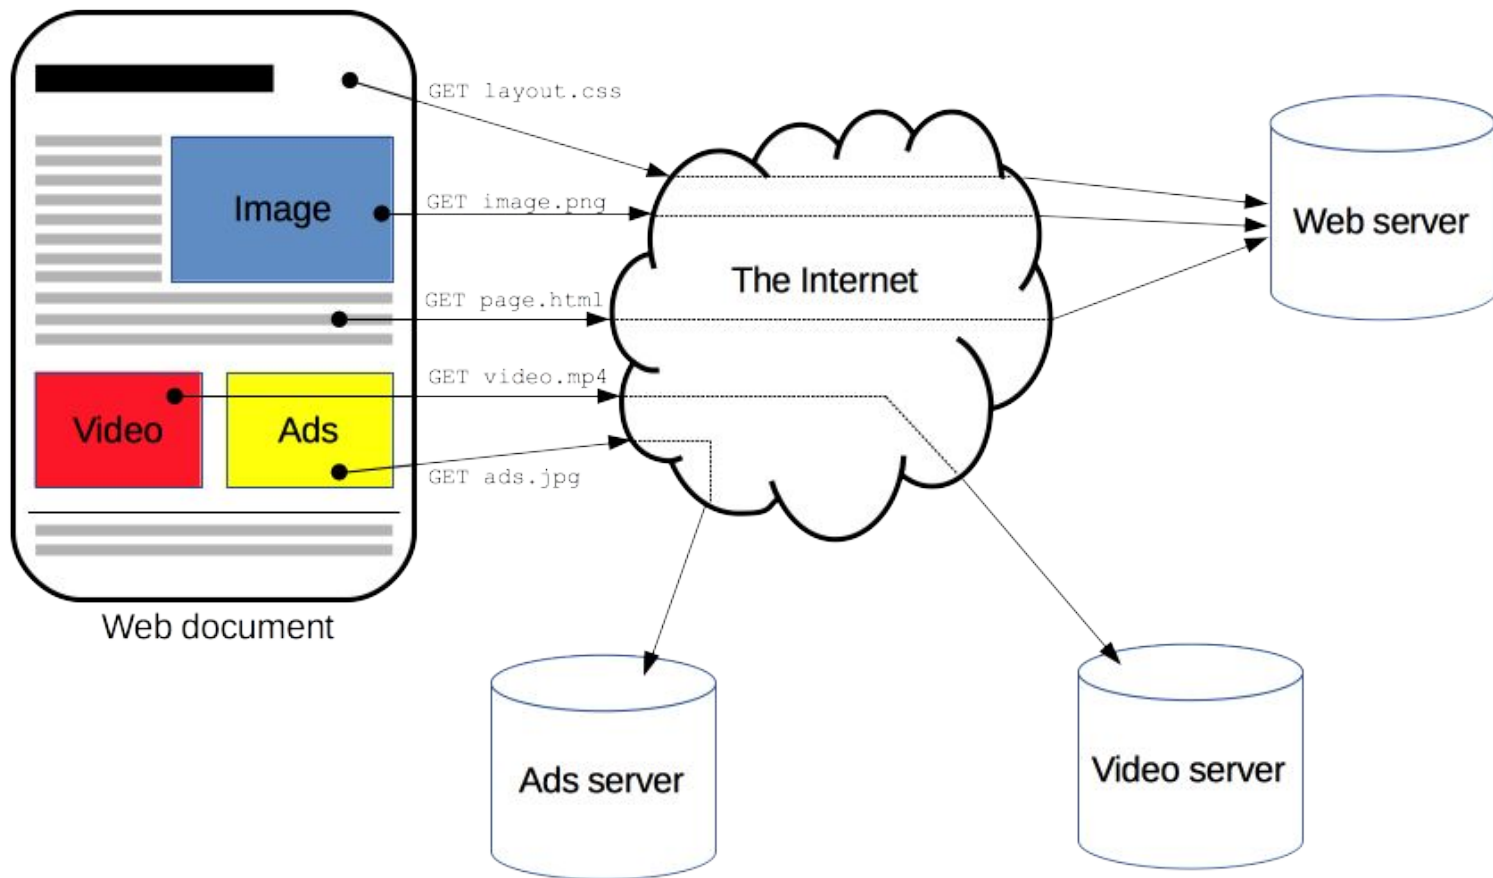 GET layout.css
Image
GET image.png
Web server
The Internet
GET page.html
GET video.mp4
Video
Ads
GET ads.jpg
Web document
Ads server
Video server